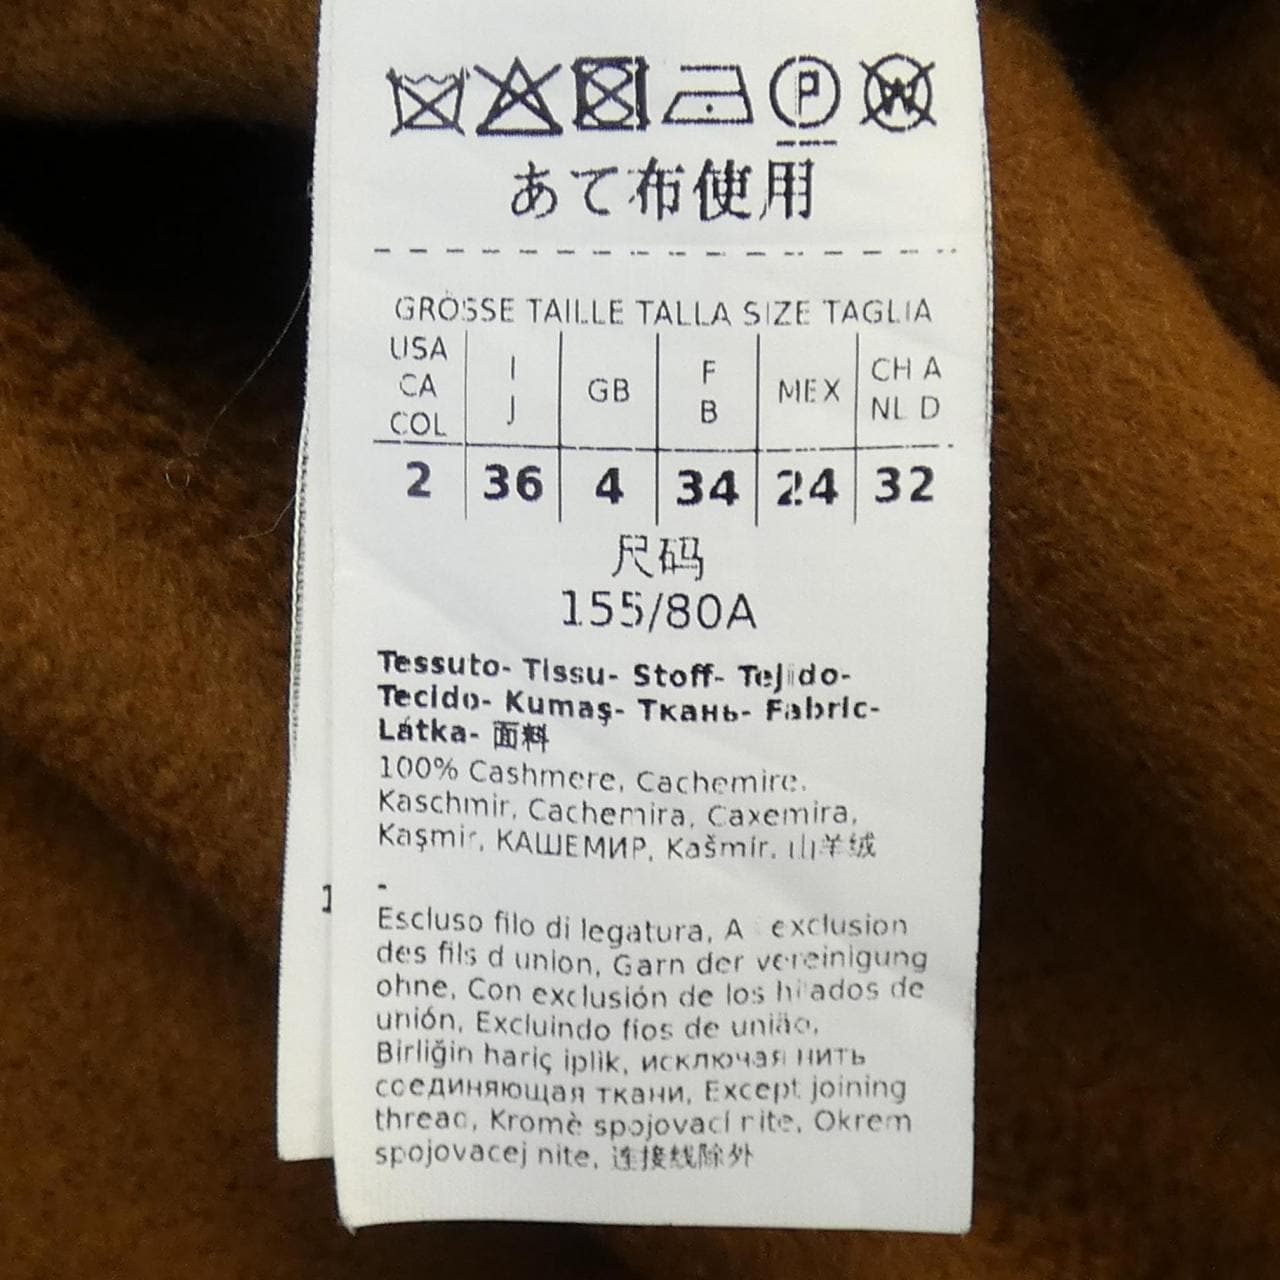 P W
あて布使用
GRÖSSE TAILLE TALLA SIZE TAGLIA
USA CA COL I J GB F B MEX CH A NL D
2 36 4 34 24 32
尺码
155/80A
Tessuto- Tissu- Stoff- Tejido-
Tecido- Kumaş- Ткань- Fabric-
Látka- 面料
100% Cashmere, Cachemire,
Kaschmir, Cachemira, Caxemira,
Kaşmir, КАШЕМИР, Kašmír, 山羊绒
-
Escluso filo di legatura, A exclusion
des fils d union, Garn der vereinigung
ohne, Con exclusión de los hilados de
unión, Excluindo fios de união,
Birliğin hariç iplik, исключая нить
соединяющая ткани, Except joining
thread, Kromè spojovací nite, Okrem
spojovacej nite, 连接线除外
1